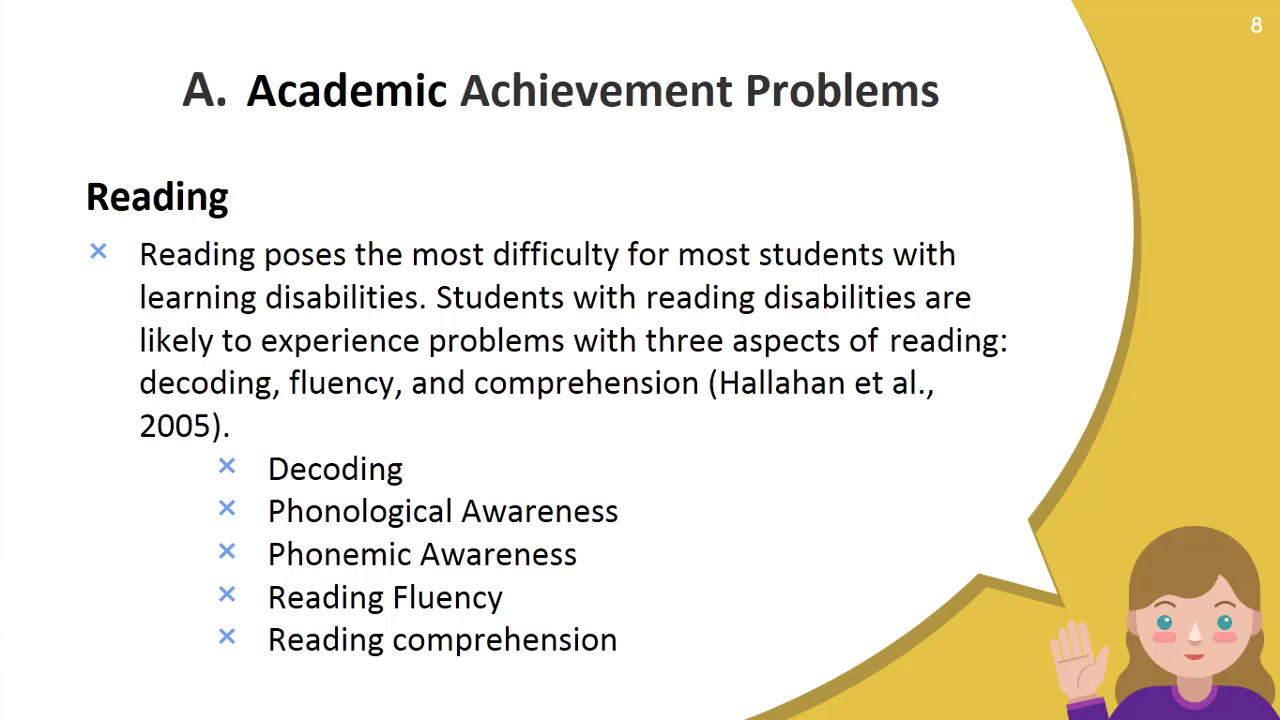 8
A. Academic Achievement Problems
Reading
× Reading poses the most difficulty for most students with
learning disabilities. Students with reading disabilities are
likely to experience problems with three aspects of reading:
decoding, fluency, and comprehension (Hallahan et al.,
2005).
× Decoding
× Phonological Awareness
× Phonemic Awareness
× Reading Fluency
× Reading comprehension